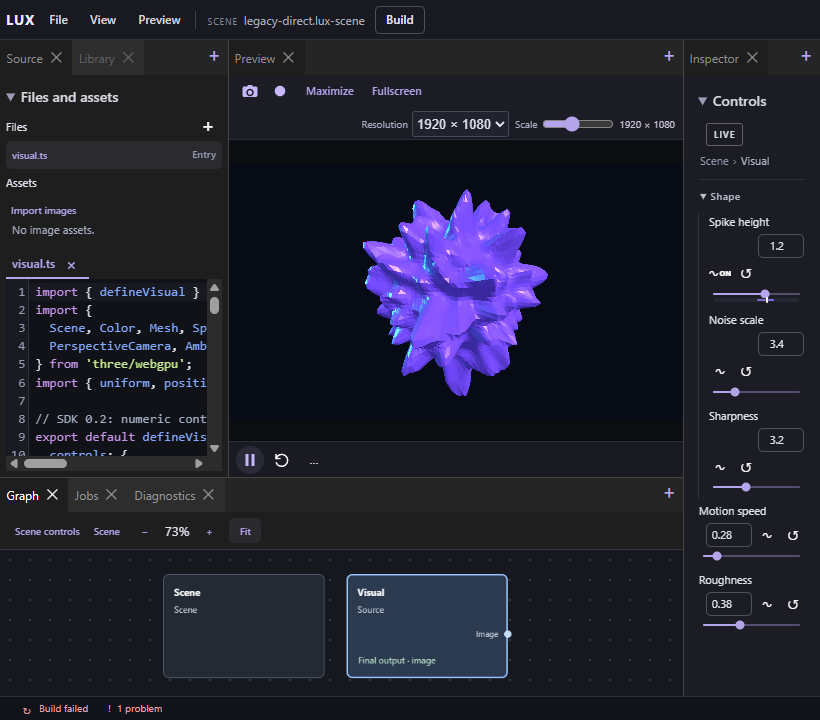 LUX File View Preview SCENE legacy-direct.lux-scene Build
Source Library +
Files and assets
Files +
visual.ts Entry
Assets
Import images
No image assets.
visual.ts ×
1 import { defineVisual }
2 import {
3 Scene, Color, Mesh, Sp
4 PerspectiveCamera, Amb
5 } from 'three/webgpu';
6 import { uniform, positi
7
8 // SDK 0.2: numeric cont
9 export default defineVis
10 controls: {
Preview +
Maximize Fullscreen
Resolution 1920 × 1080 Scale 1920 × 1080
...
Graph Jobs Diagnostics +
Scene controls Scene − 73% + Fit
Scene
Scene
Visual
Source
Image
Final output · image
Inspector +
Controls
LIVE
Scene › Visual
Shape
Spike height
1.2
ON
Noise scale
3.4
Sharpness
3.2
Motion speed
0.28
Roughness
0.38
Build failed ! 1 problem